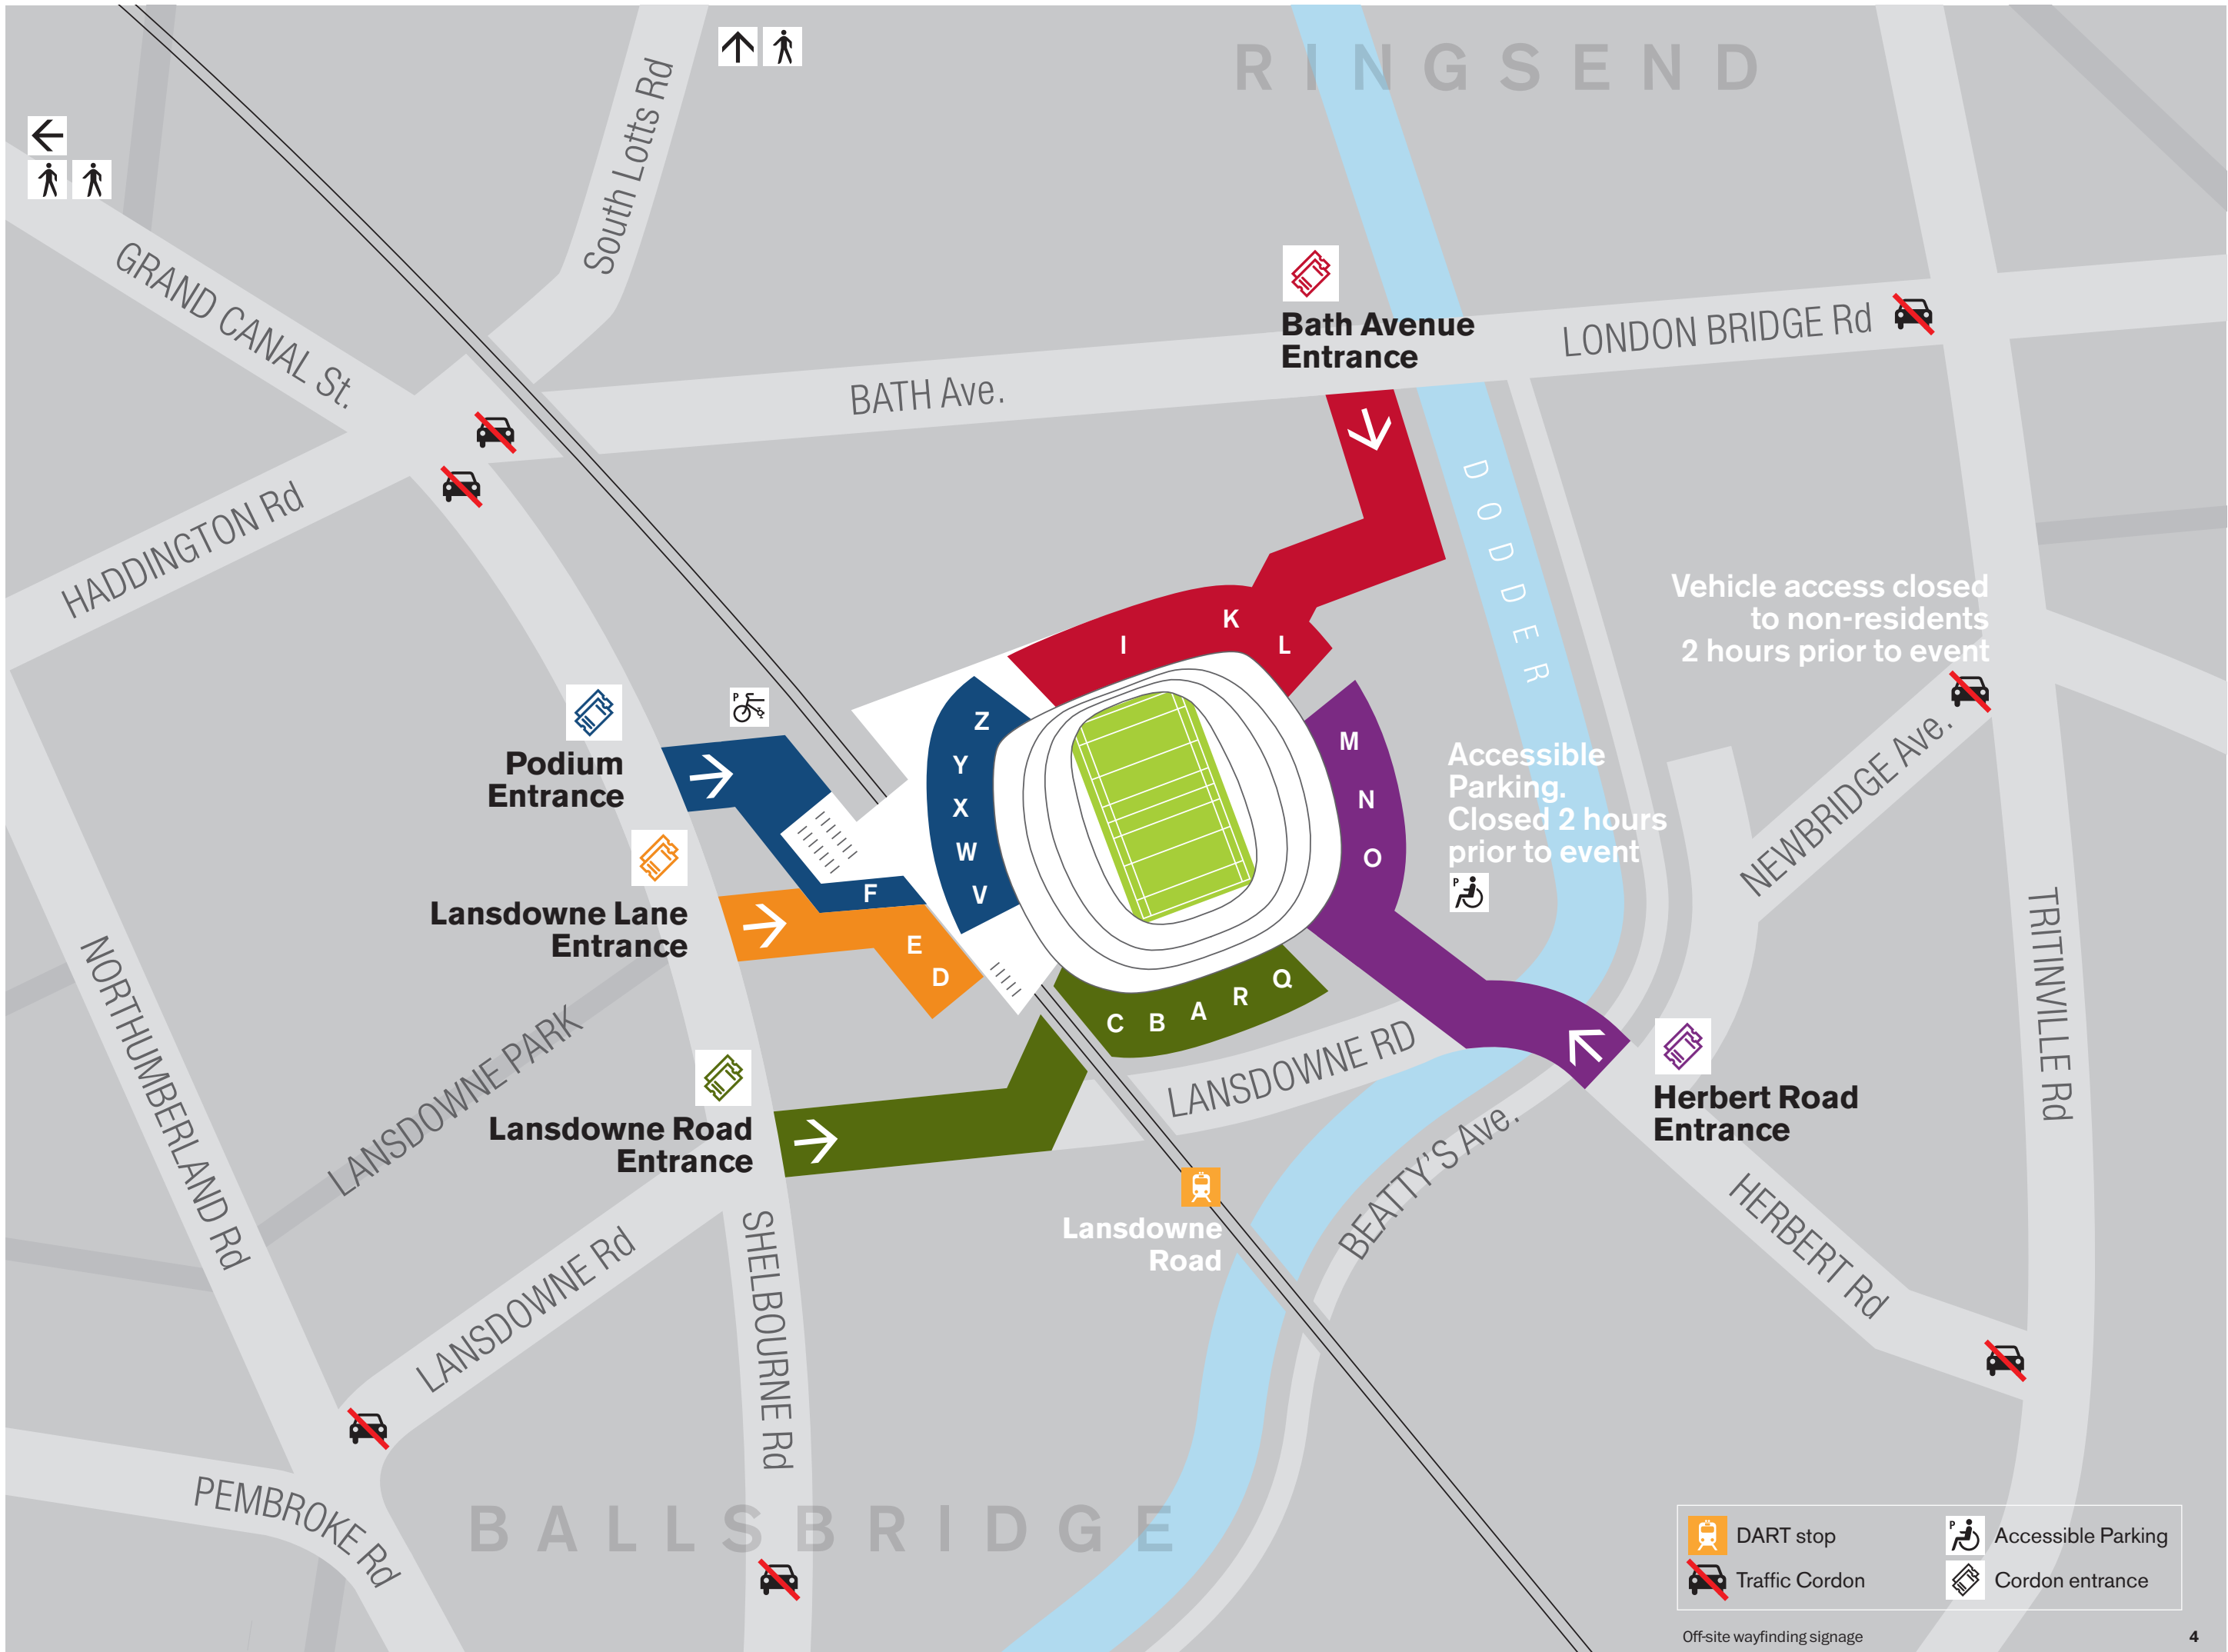 RINGSEND
South Lotts Rd
GRAND CANAL St.
Bath Avenue
Entrance
LONDON BRIDGE Rd
BATH Ave.
HADDINGTON Rd
DODDER
Vehicle access closed
to non-residents
2 hours prior to event
K
I
L
Z
Y
X
W
V
M
N
O
P
Podium
Entrance
Accessible
Parking.
Closed 2 hours
prior to event
P
NEWBRIDGE Ave.
F
Lansdowne Lane
Entrance
E
D
TRITINVILLE Rd
NORTHUMBERLAND Rd
LANSDOWNE PARK
C B A R Q
LANSDOWNE RD
Lansdowne Road
Entrance
Herbert Road
Entrance
BEATTY'S Ave.
HERBERT Rd
Lansdowne
Road
LANSDOWNE Rd
SHELBOURNE Rd
PEMBROKE Rd
BALLSBRIDGE
DART stop
P
Accessible Parking
Traffic Cordon
Cordon entrance
Off-site wayfinding signage
4